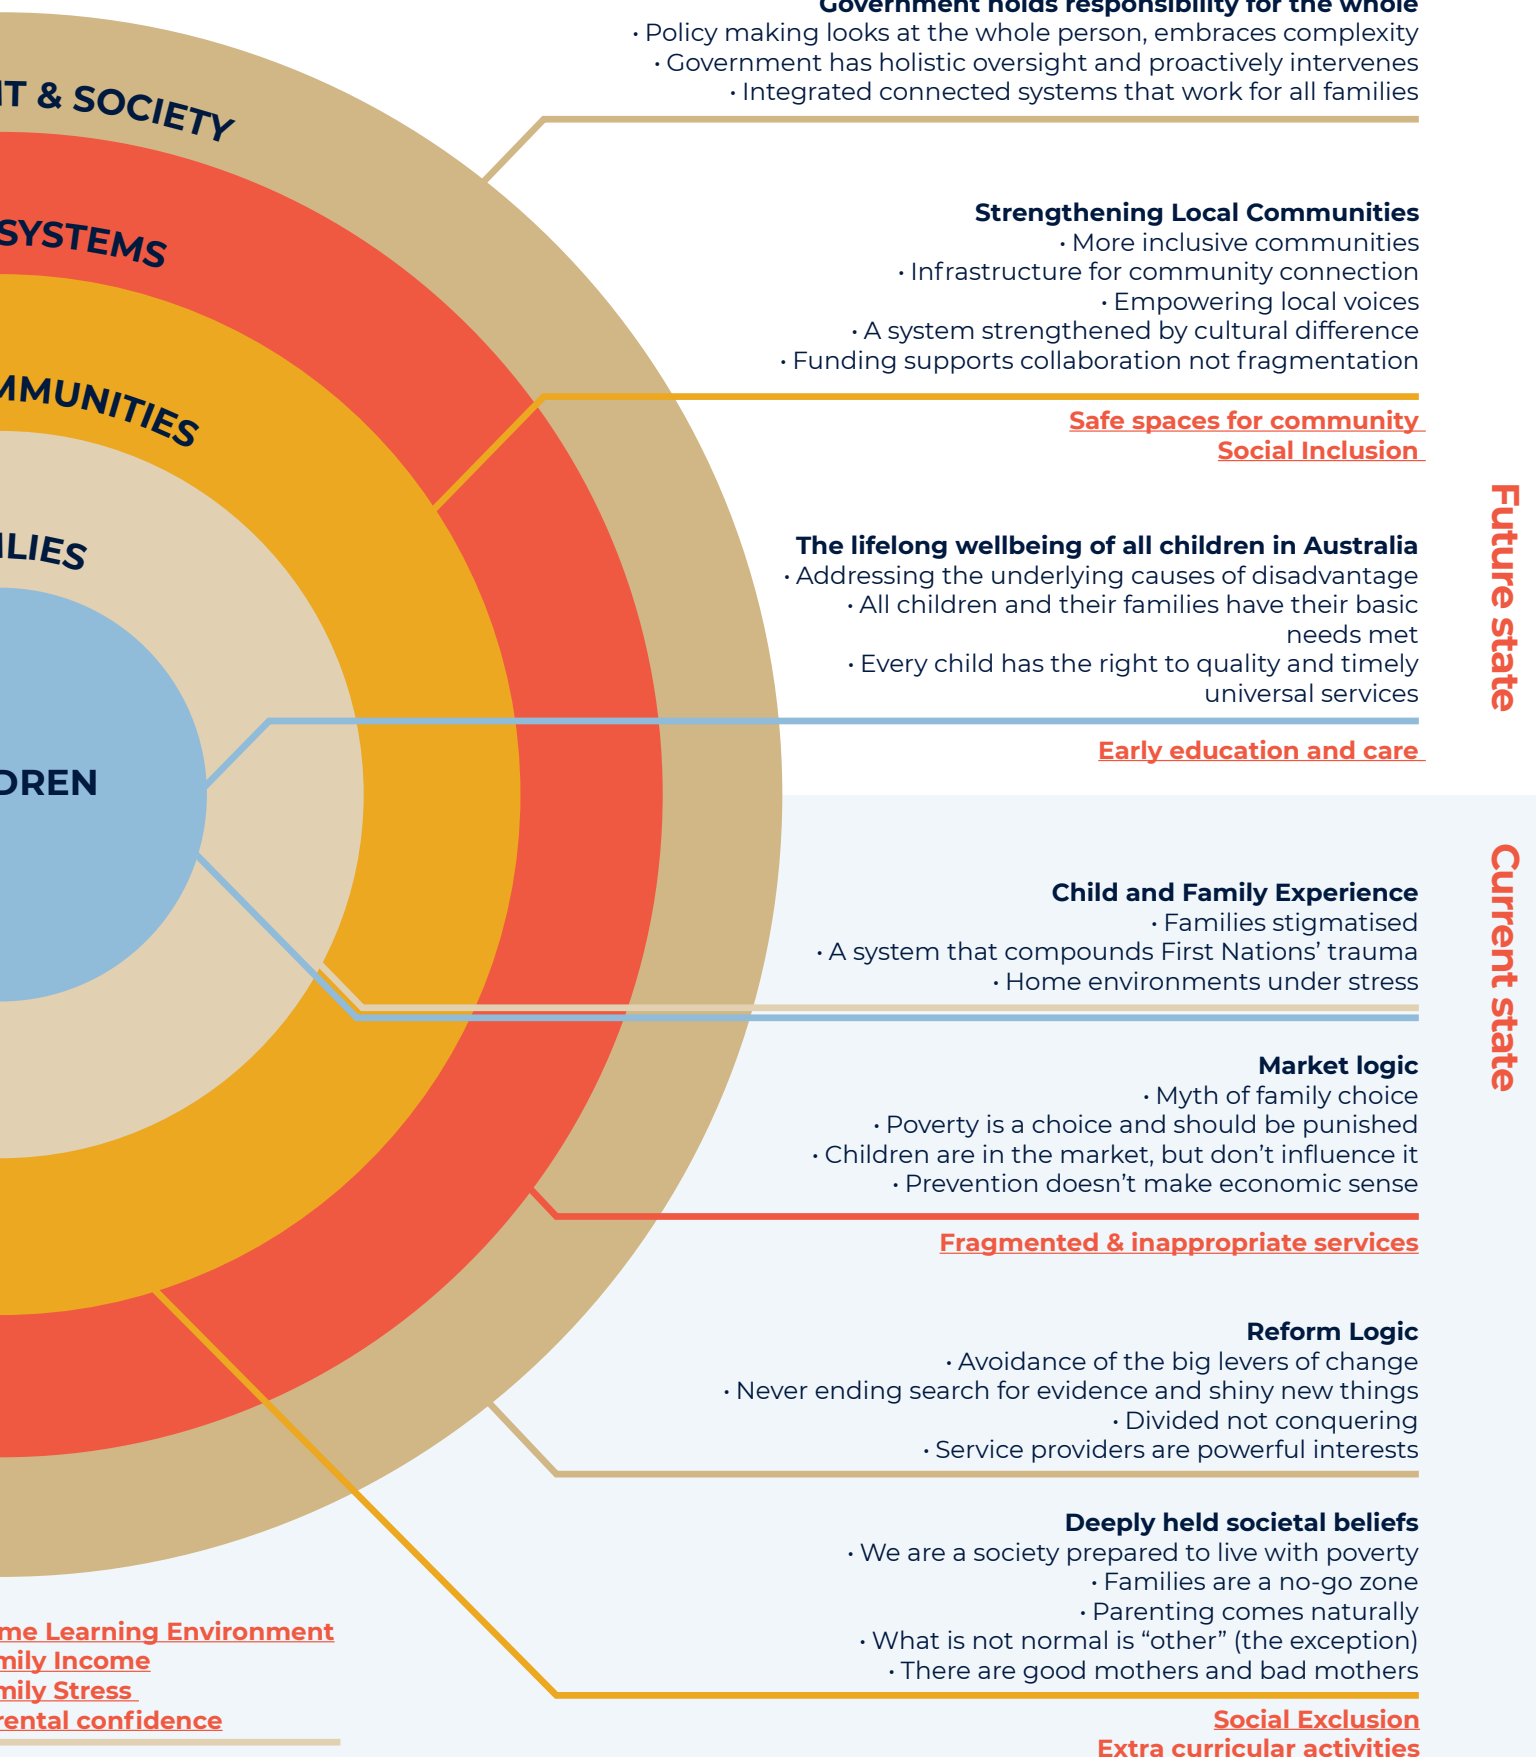 Government holds responsibility for the whole
• Policy making looks at the whole person, embraces complexity
• Government has holistic oversight and proactively intervenes
• Integrated connected systems that work for all families
& SOCIETY
SYSTEMS
Strengthening Local Communities
• More inclusive communities
• Infrastructure for community connection
• Empowering local voices
• A system strengthened by cultural difference
• Funding supports collaboration not fragmentation
MMUNITIES
Safe spaces for community
Social Inclusion
Future state
LIES
The lifelong wellbeing of all children in Australia
• Addressing the underlying causes of disadvantage
• All children and their families have their basic
needs met
• Every child has the right to quality and timely
universal services
DREN
Early education and care
Current state
Child and Family Experience
• Families stigmatised
• A system that compounds First Nations’ trauma
• Home environments under stress
Market logic
• Myth of family choice
• Poverty is a choice and should be punished
• Children are in the market, but don’t influence it
• Prevention doesn’t make economic sense
Fragmented & inappropriate services
Reform Logic
• Avoidance of the big levers of change
• Never ending search for evidence and shiny new things
• Divided not conquering
• Service providers are powerful interests
Deeply held societal beliefs
• We are a society prepared to live with poverty
• Families are a no-go zone
• Parenting comes naturally
• What is not normal is “other” (the exception)
• There are good mothers and bad mothers
me Learning Environment
mily Income
mily Stress
rental confidence
Social Exclusion
Extra curricular activities